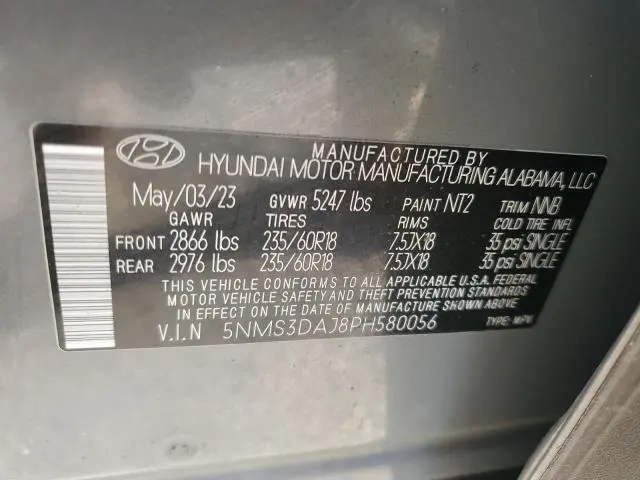 MANUFACTURED BY
HYUNDAI MOTOR MANUFACTURING ALABAMA, LLC
May/03/23 GVWR 5247 lbs PAINT NT2 TRIM NNB
GAWR TIRES RIMS COLD TIRE INFL
FRONT 2866 lbs 235/60R18 7.5JX18 35 psi SINGLE
REAR 2976 lbs 235/60R18 7.5JX18 35 psi SINGLE
THIS VEHICLE CONFORMS TO ALL APPLICABLE U.S.A. FEDERAL
MOTOR VEHICLE SAFETY AND THEFT PREVENTION STANDARDS
IN EFFECT ON THE DATE OF MANUFACTURE SHOWN ABOVE
V.I.N 5NMS3DAJ8PH580056 TYPE: MPV